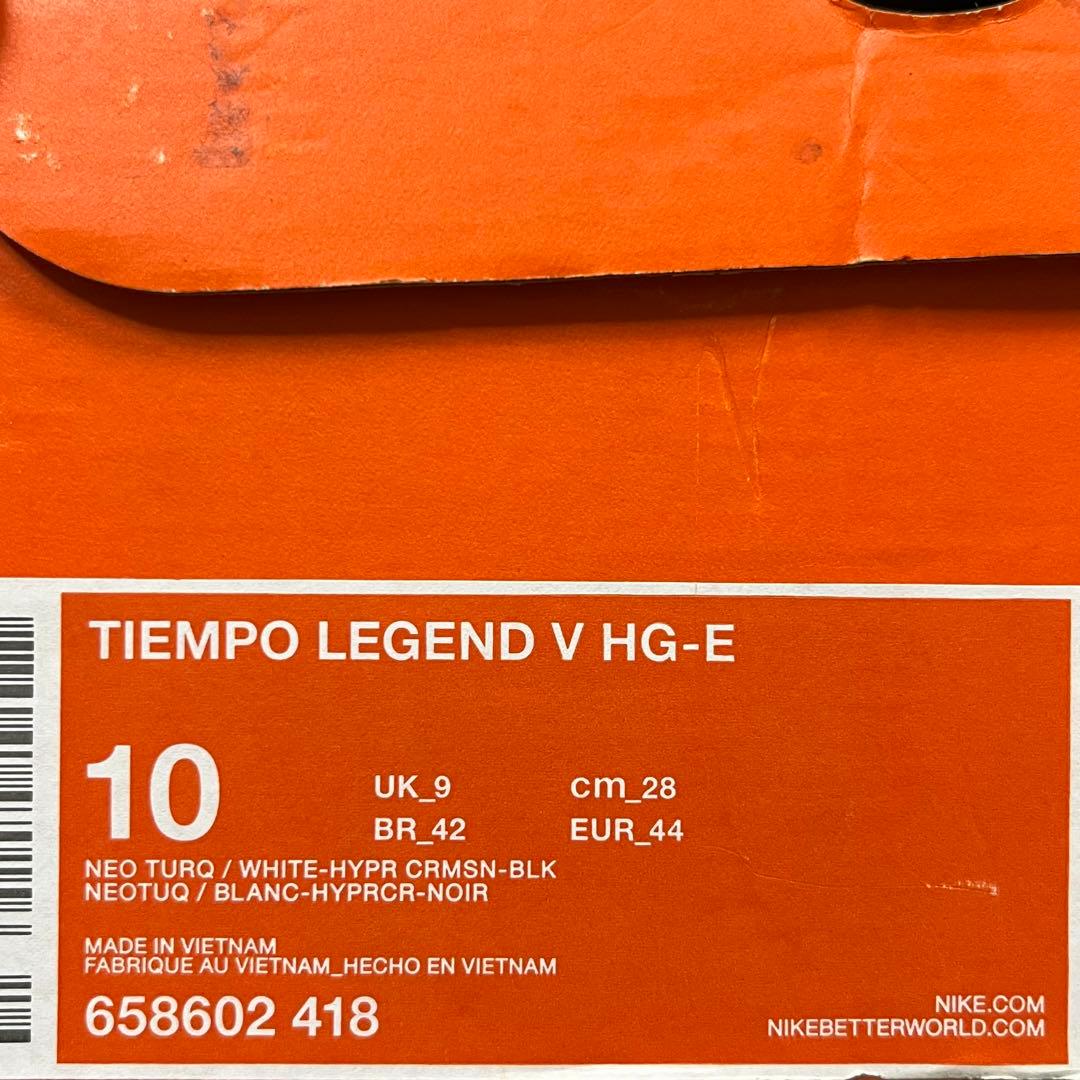 TIEMPO LEGEND V HG-E
10
UK_9 cm_28
BR_42 EUR_44
NEO TURQ / WHITE-HYPR CRMSN-BLK
NEOTUQ / BLANC-HYPRCR-NOIR
MADE IN VIETNAM
FABRIQUE AU VIETNAM_HECHO EN VIETNAM
658602 418
NIKE.COM
NIKEBETTERWORLD.COM